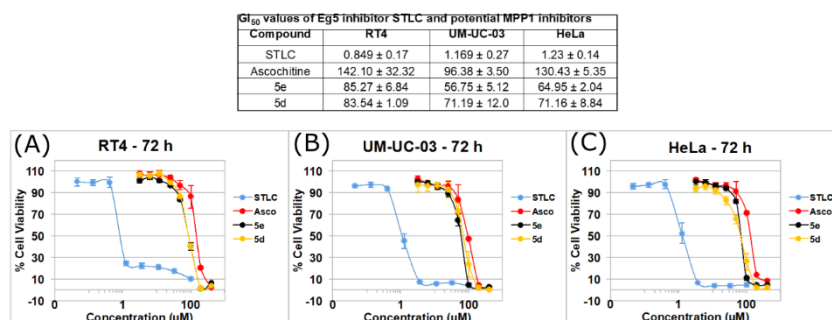 GI50 values of Eg5 inhibitor STLC and potential MPP1 inhibitors
Compound RT4 UM-UC-03 HeLa
STLC 0.849 ± 0.17 1.169 ± 0.27 1.23 ± 0.14
Ascochitine 142.10 ± 32.32 96.38 ± 3.50 130.43 ± 5.35
5e 85.27 ± 6.84 56.75 ± 5.12 64.95 ± 2.04
5d 83.54 ± 1.09 71.19 ± 12.0 71.16 ± 8.84
(A) RT4 - 72 h
% Cell Viability
110
90
70
50
30
10
-10
0 1 100
Concentration (uM)
STLC
Asco
5e
5d
(B) UM-UC-03 - 72 h
% Cell Viability
110
90
70
50
30
10
-10
0 1 100
Concentration (uM)
STLC
Asco
5e
5d
(C) HeLa - 72 h
% Cell Viability
110
90
70
50
30
10
-10
0 1 100
Concentration (uM)
STLC
Asco
5e
5d